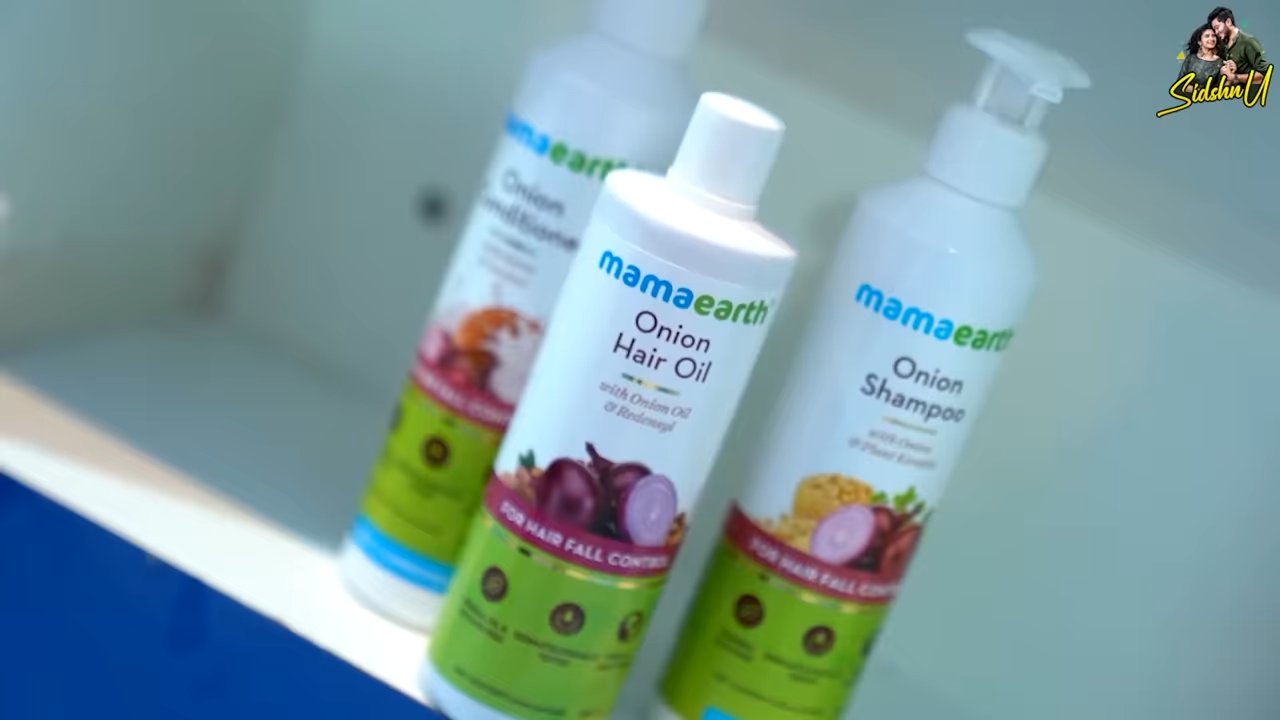 SidshnU
mamaearth
Onion
Conditioner
mamaearth
Onion
Hair Oil
with Onion Oil
& Redensyl
FOR HAIR FALL CONTROL
mamaearth
Onion
Shampoo
with Onion
& Plant Keratin
FOR HAIR FALL CONTROL